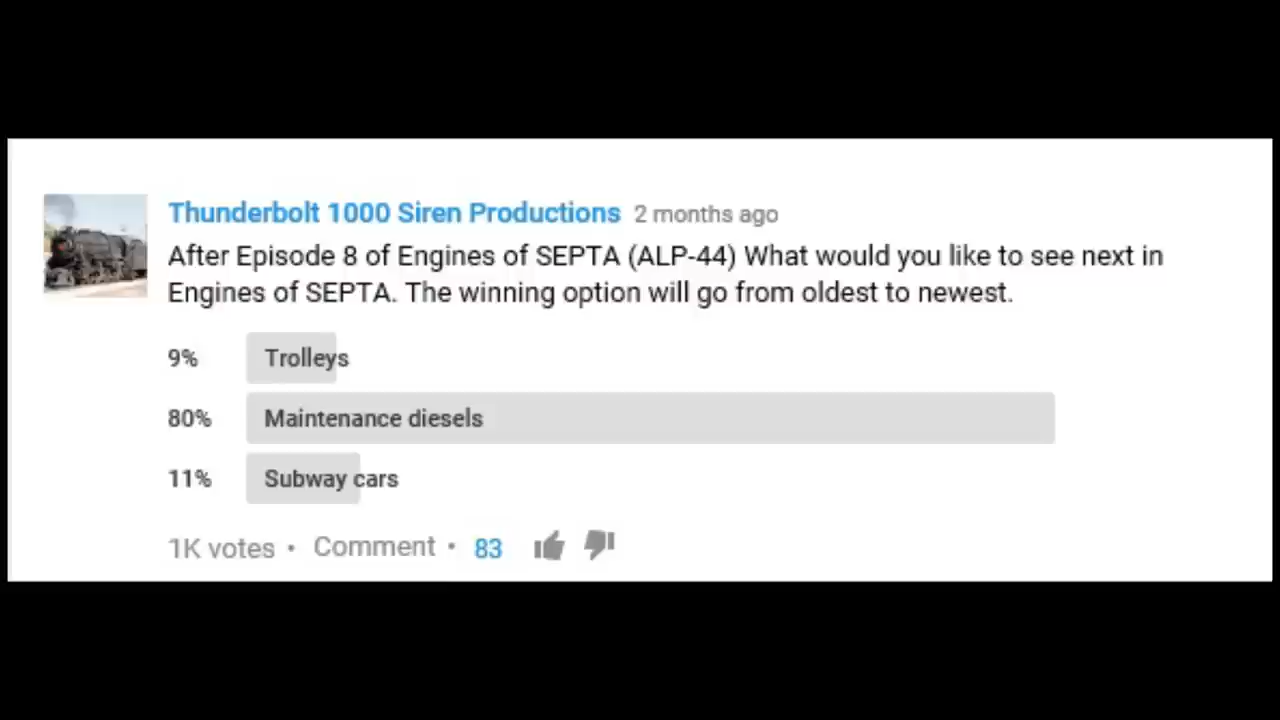 Thunderbolt 1000 Siren Productions 2 months ago
After Episode 8 of Engines of SEPTA (ALP-44) What would you like to see next in
Engines of SEPTA. The winning option will go from oldest to newest.
9% Trolleys
80% Maintenance diesels
11% Subway cars
1K votes • Comment • 83